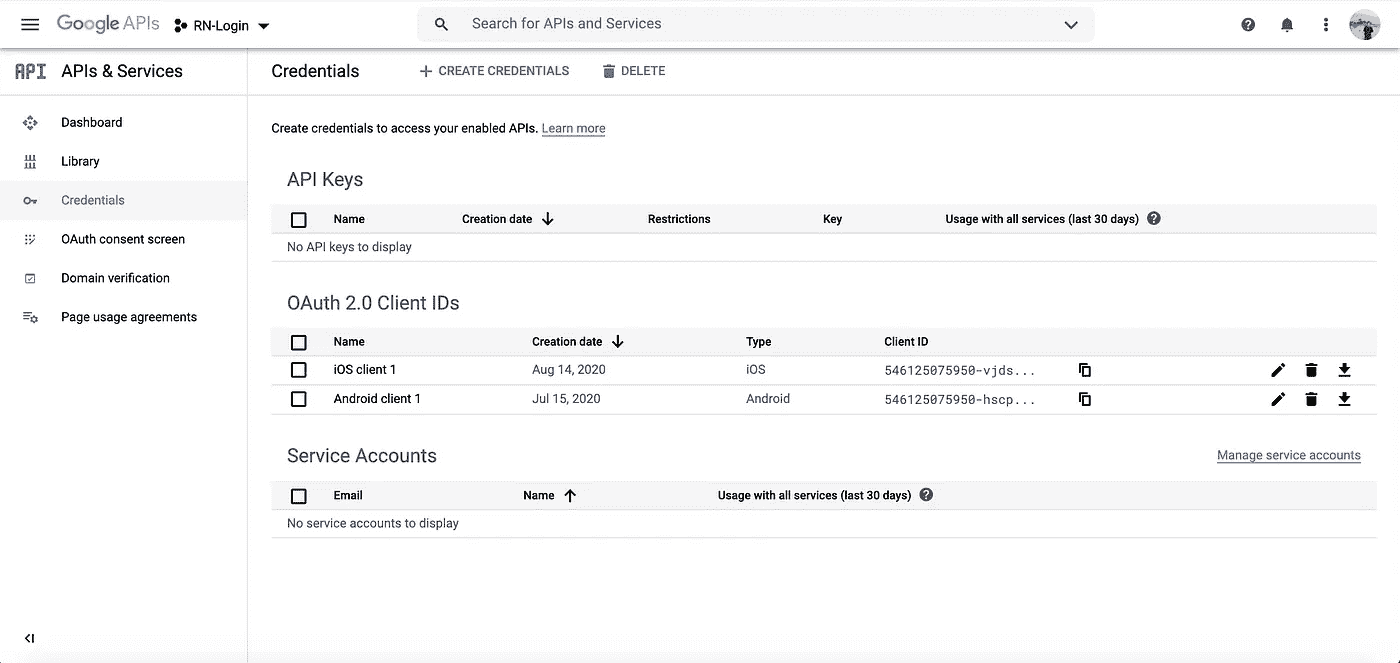 Google APIs RN-Login Search for APIs and Services
API APIs & Services Credentials CREATE CREDENTIALS DELETE
Dashboard
Library
Credentials
OAuth consent screen
Domain verification
Page usage agreements
Create credentials to access your enabled APIs. Learn more
API Keys
Name Creation date Restrictions Key Usage with all services (last 30 days)
No API keys to display
OAuth 2.0 Client IDs
Name Creation date Type Client ID
iOS client 1 Aug 14, 2020 iOS 546125075950-vjds...
Android client 1 Jul 15, 2020 Android 546125075950-hscp...
Service Accounts Manage service accounts
Email Name Usage with all services (last 30 days)
No service accounts to display